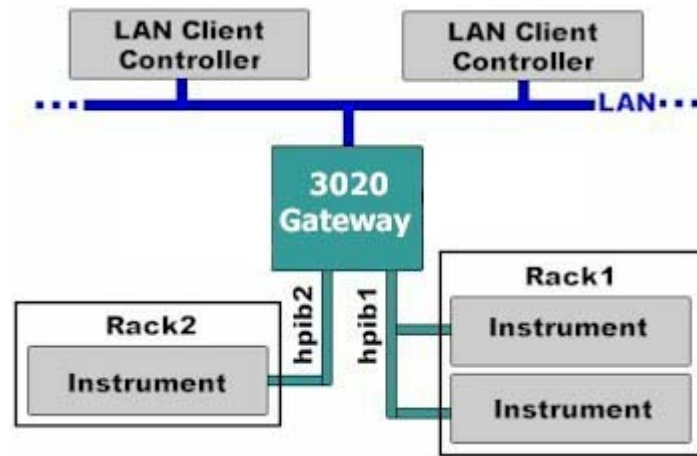 LAN Client
Controller
LAN Client
Controller
LAN
3020
Gateway
hpib2
hpib1
Rack1
Instrument
Instrument
Rack2
Instrument